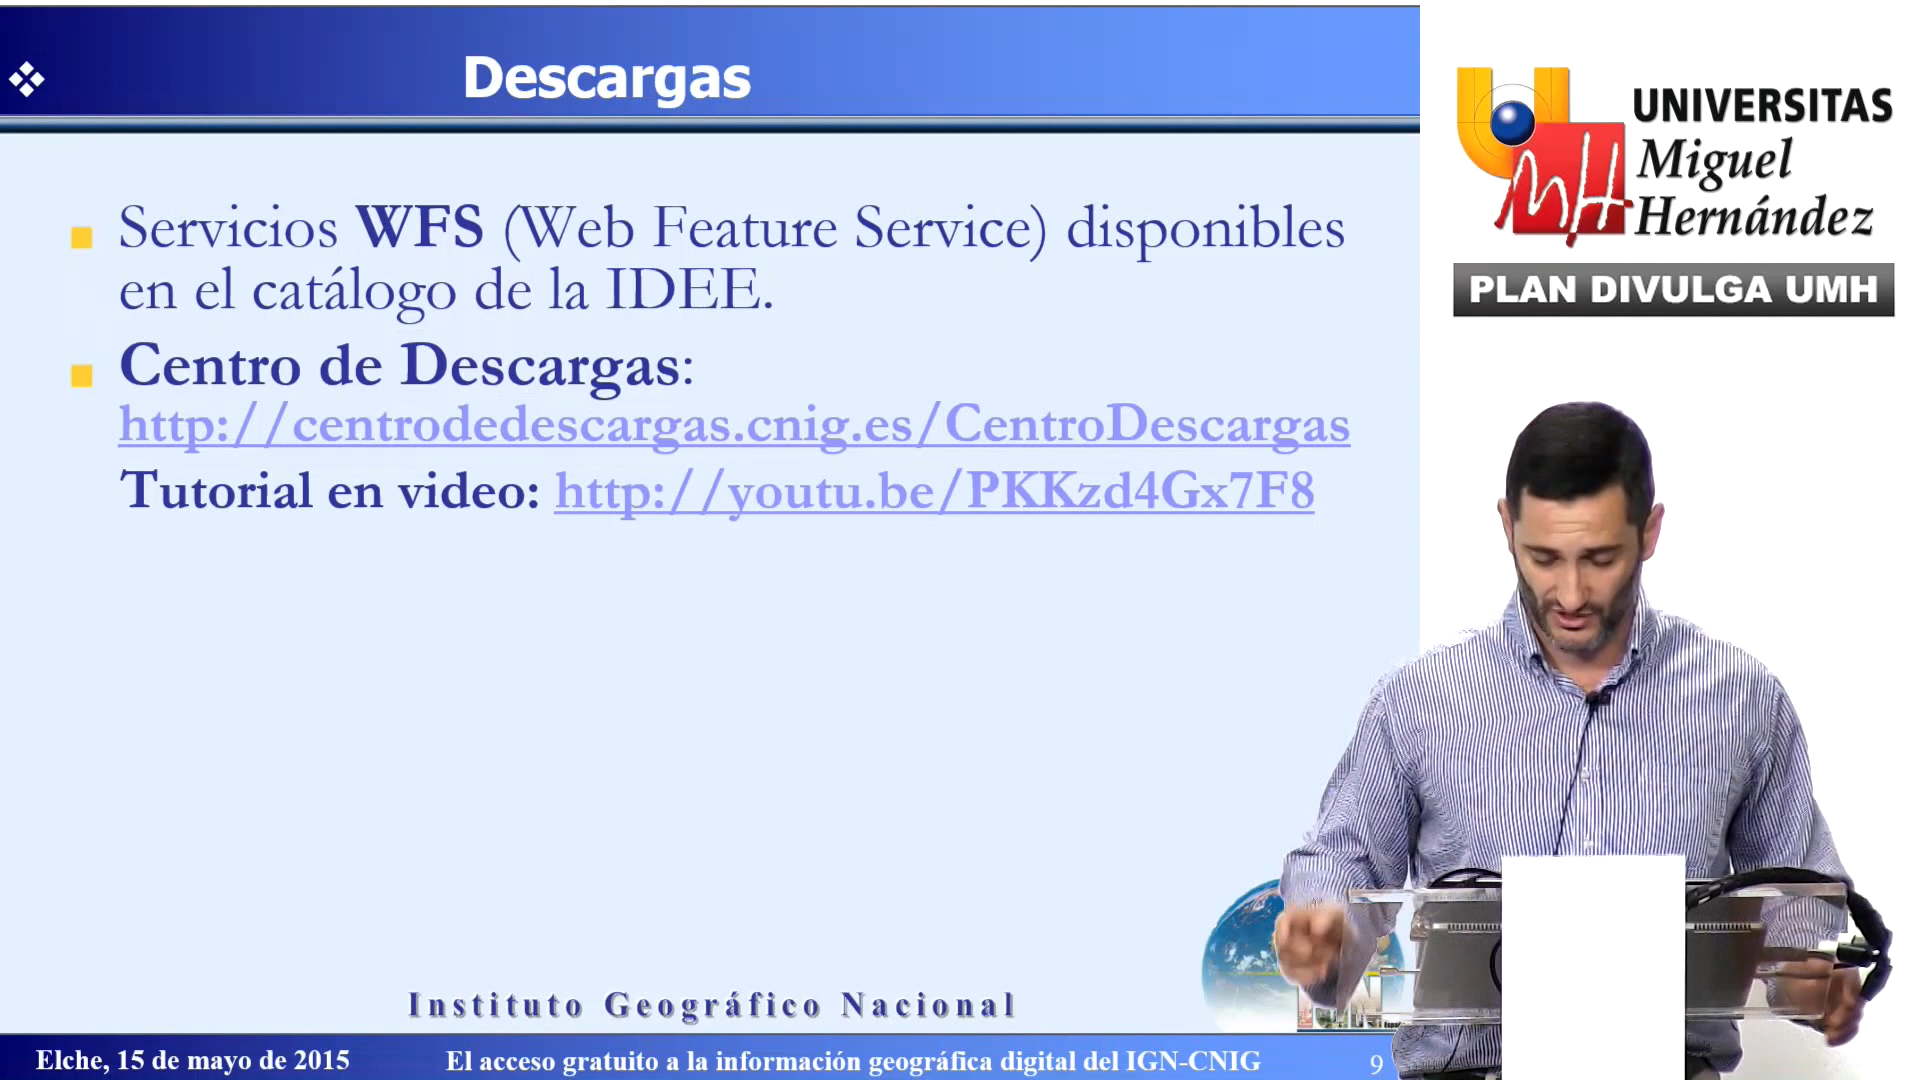 Descargas
Servicios WFS (Web Feature Service) disponibles
en el catálogo de la IDEE.
Centro de Descargas:
http://centrodedescargas.cnig.es/CentroDescargas
Tutorial en video: http://youtu.be/PKKzd4Gx7F8
Instituto Geográfico Nacional
Elche, 15 de mayo de 2015
El acceso gratuito a la información geográfica digital del IGN-CNIG
9
UNIVERSITAS
Miguel
Hernández
PLAN DIVULGA UMH